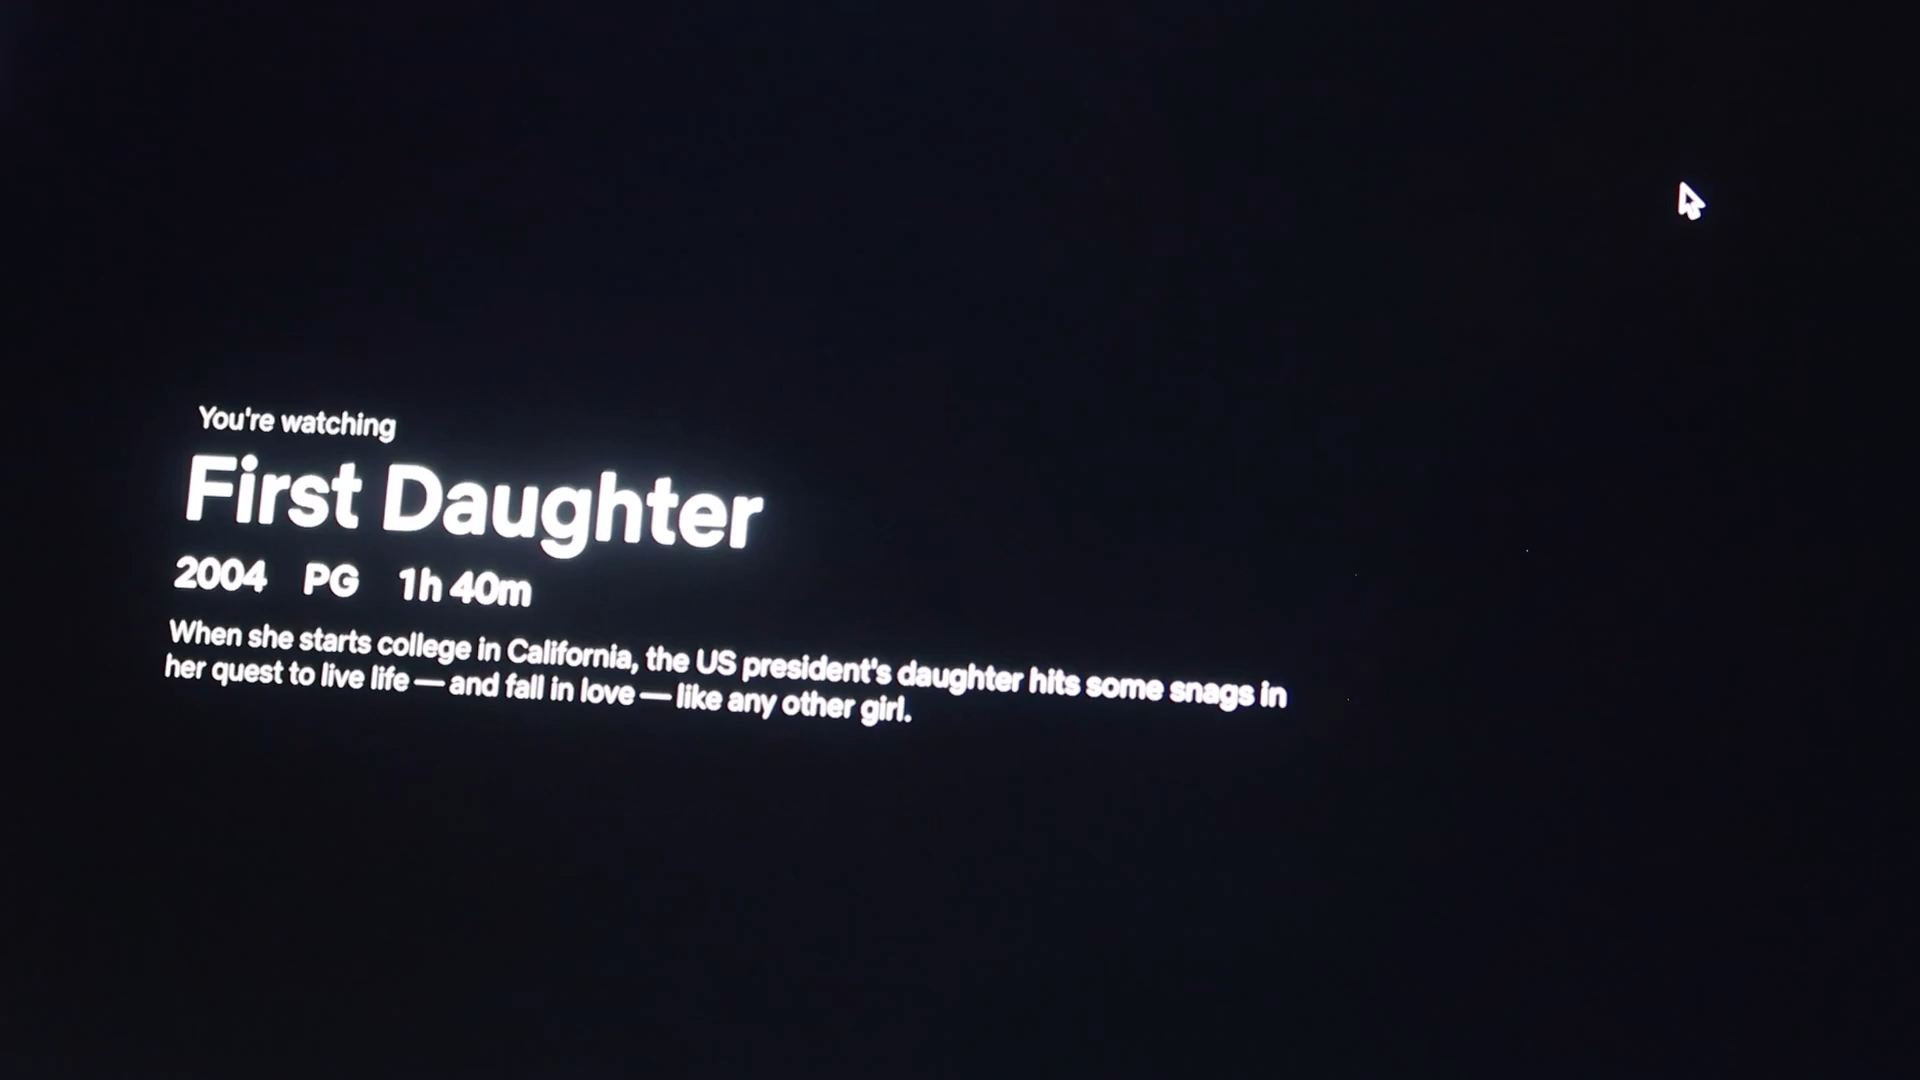 You're watching
First Daughter
2004 PG 1h 40m
When she starts college in California, the US president's daughter hits some snags in
her quest to live life — and fall in love — like any other girl.